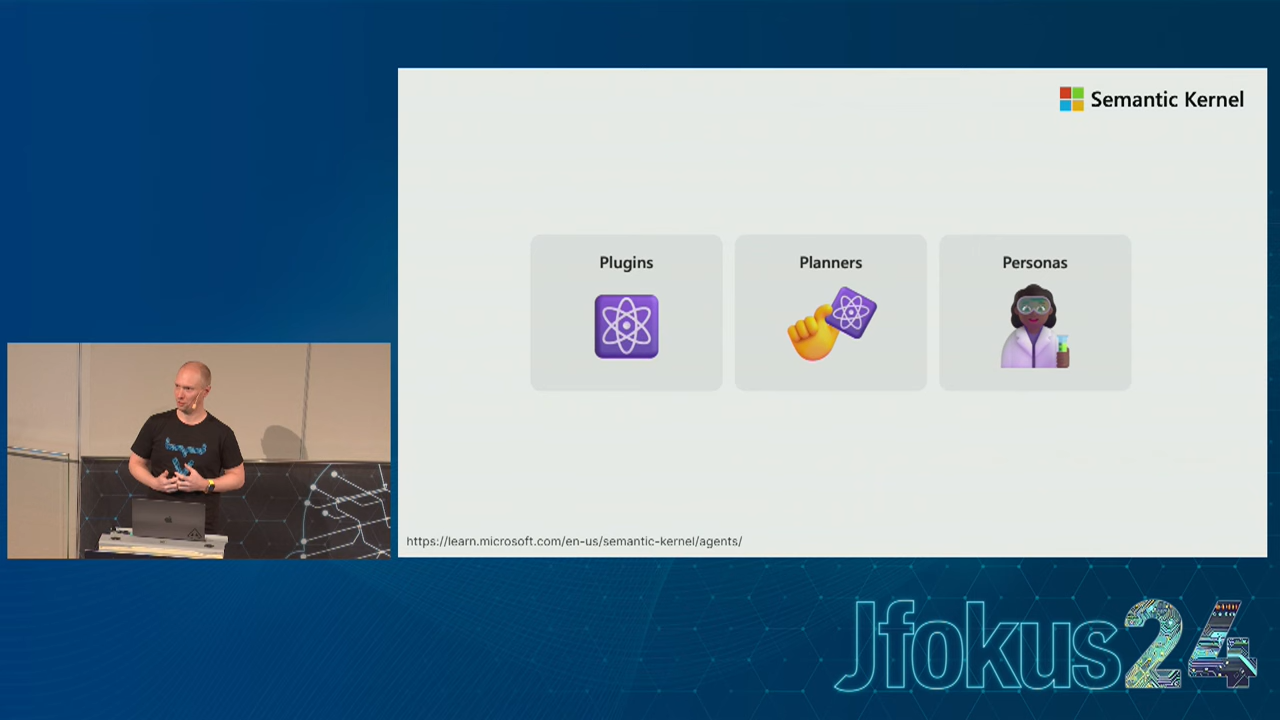 Semantic Kernel
Plugins
Planners
Personas
https://learn.microsoft.com/en-us/semantic-kernel/agents/
Jfokus24